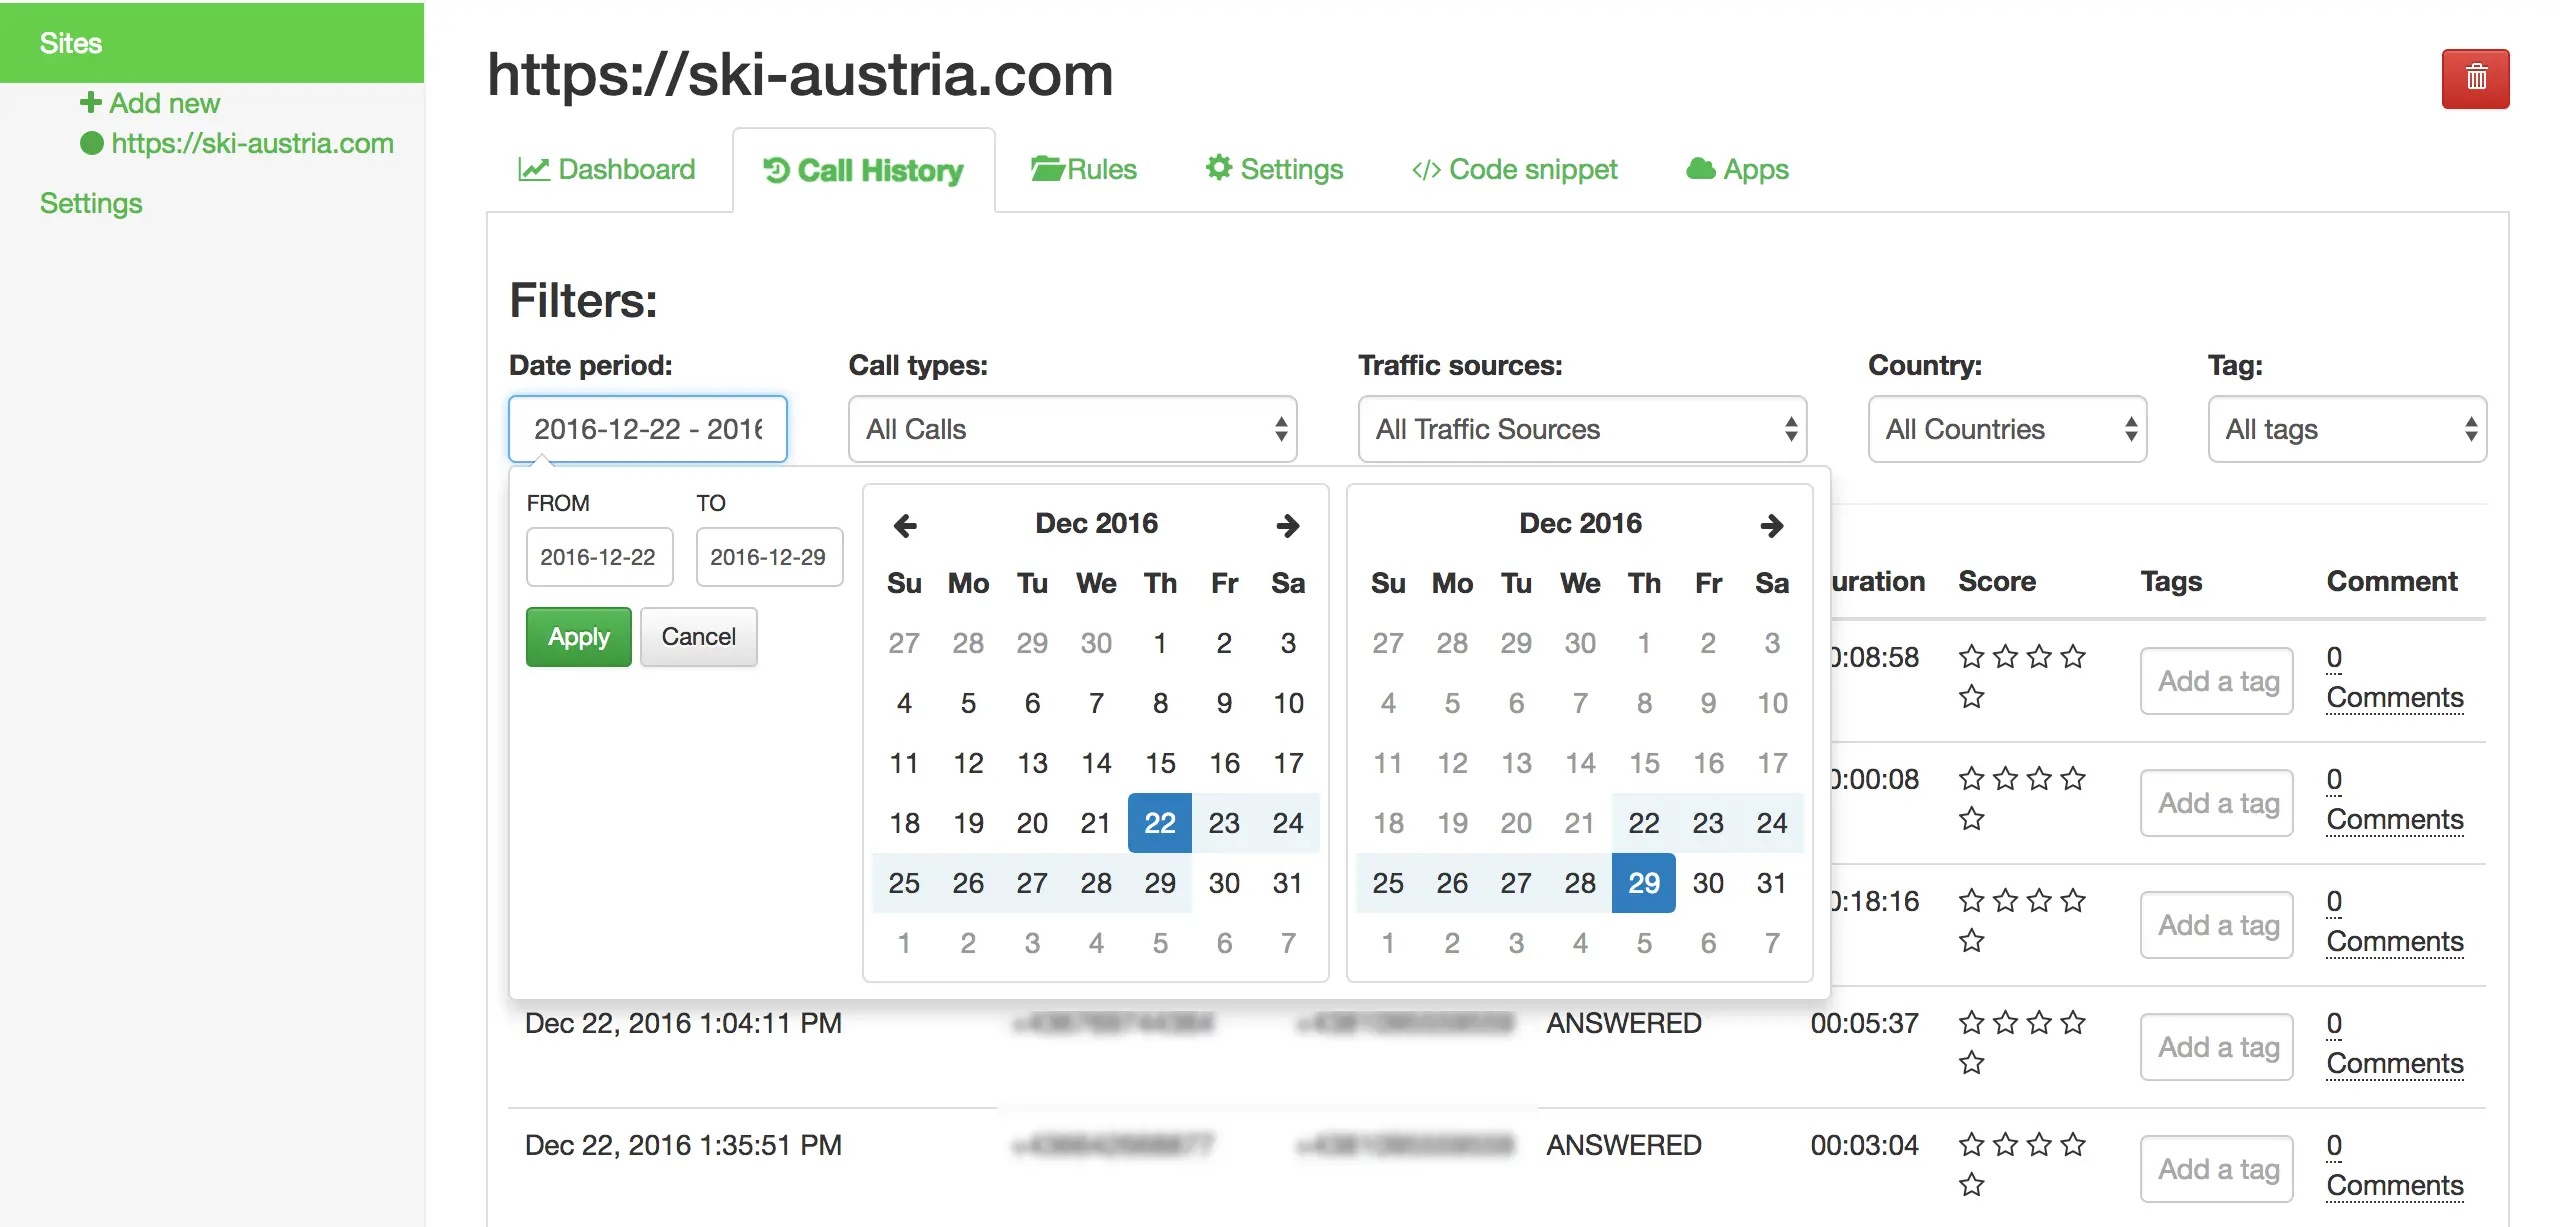 Sites
Add new
https://ski-austria.com
Settings
https://ski-austria.com
Dashboard Call History Rules Settings </> Code snippet Apps
Filters:
Date period: Call types: Traffic sources: Country: Tag:
2016-12-22 - 2016 All Calls All Traffic Sources All Countries All tags
FROM TO
2016-12-22 2016-12-29
Apply Cancel
Dec 2016
Su Mo Tu We Th Fr Sa
27 28 29 30 1 2 3
4 5 6 7 8 9 10
11 12 13 14 15 16 17
18 19 20 21 22 23 24
25 26 27 28 29 30 31
1 2 3 4 5 6 7
Dec 2016
Su Mo Tu We Th Fr Sa
27 28 29 30 1 2 3
4 5 6 7 8 9 10
11 12 13 14 15 16 17
18 19 20 21 22 23 24
25 26 27 28 29 30 31
1 2 3 4 5 6 7
uration Score Tags Comment
0:08:58 Add a tag 0
Comments
0:00:08 Add a tag 0
Comments
0:18:16 Add a tag 0
Comments
Dec 22, 2016 1:04:11 PM ANSWERED 00:05:37 Add a tag 0
Comments
Dec 22, 2016 1:35:51 PM ANSWERED 00:03:04 Add a tag 0
Comments